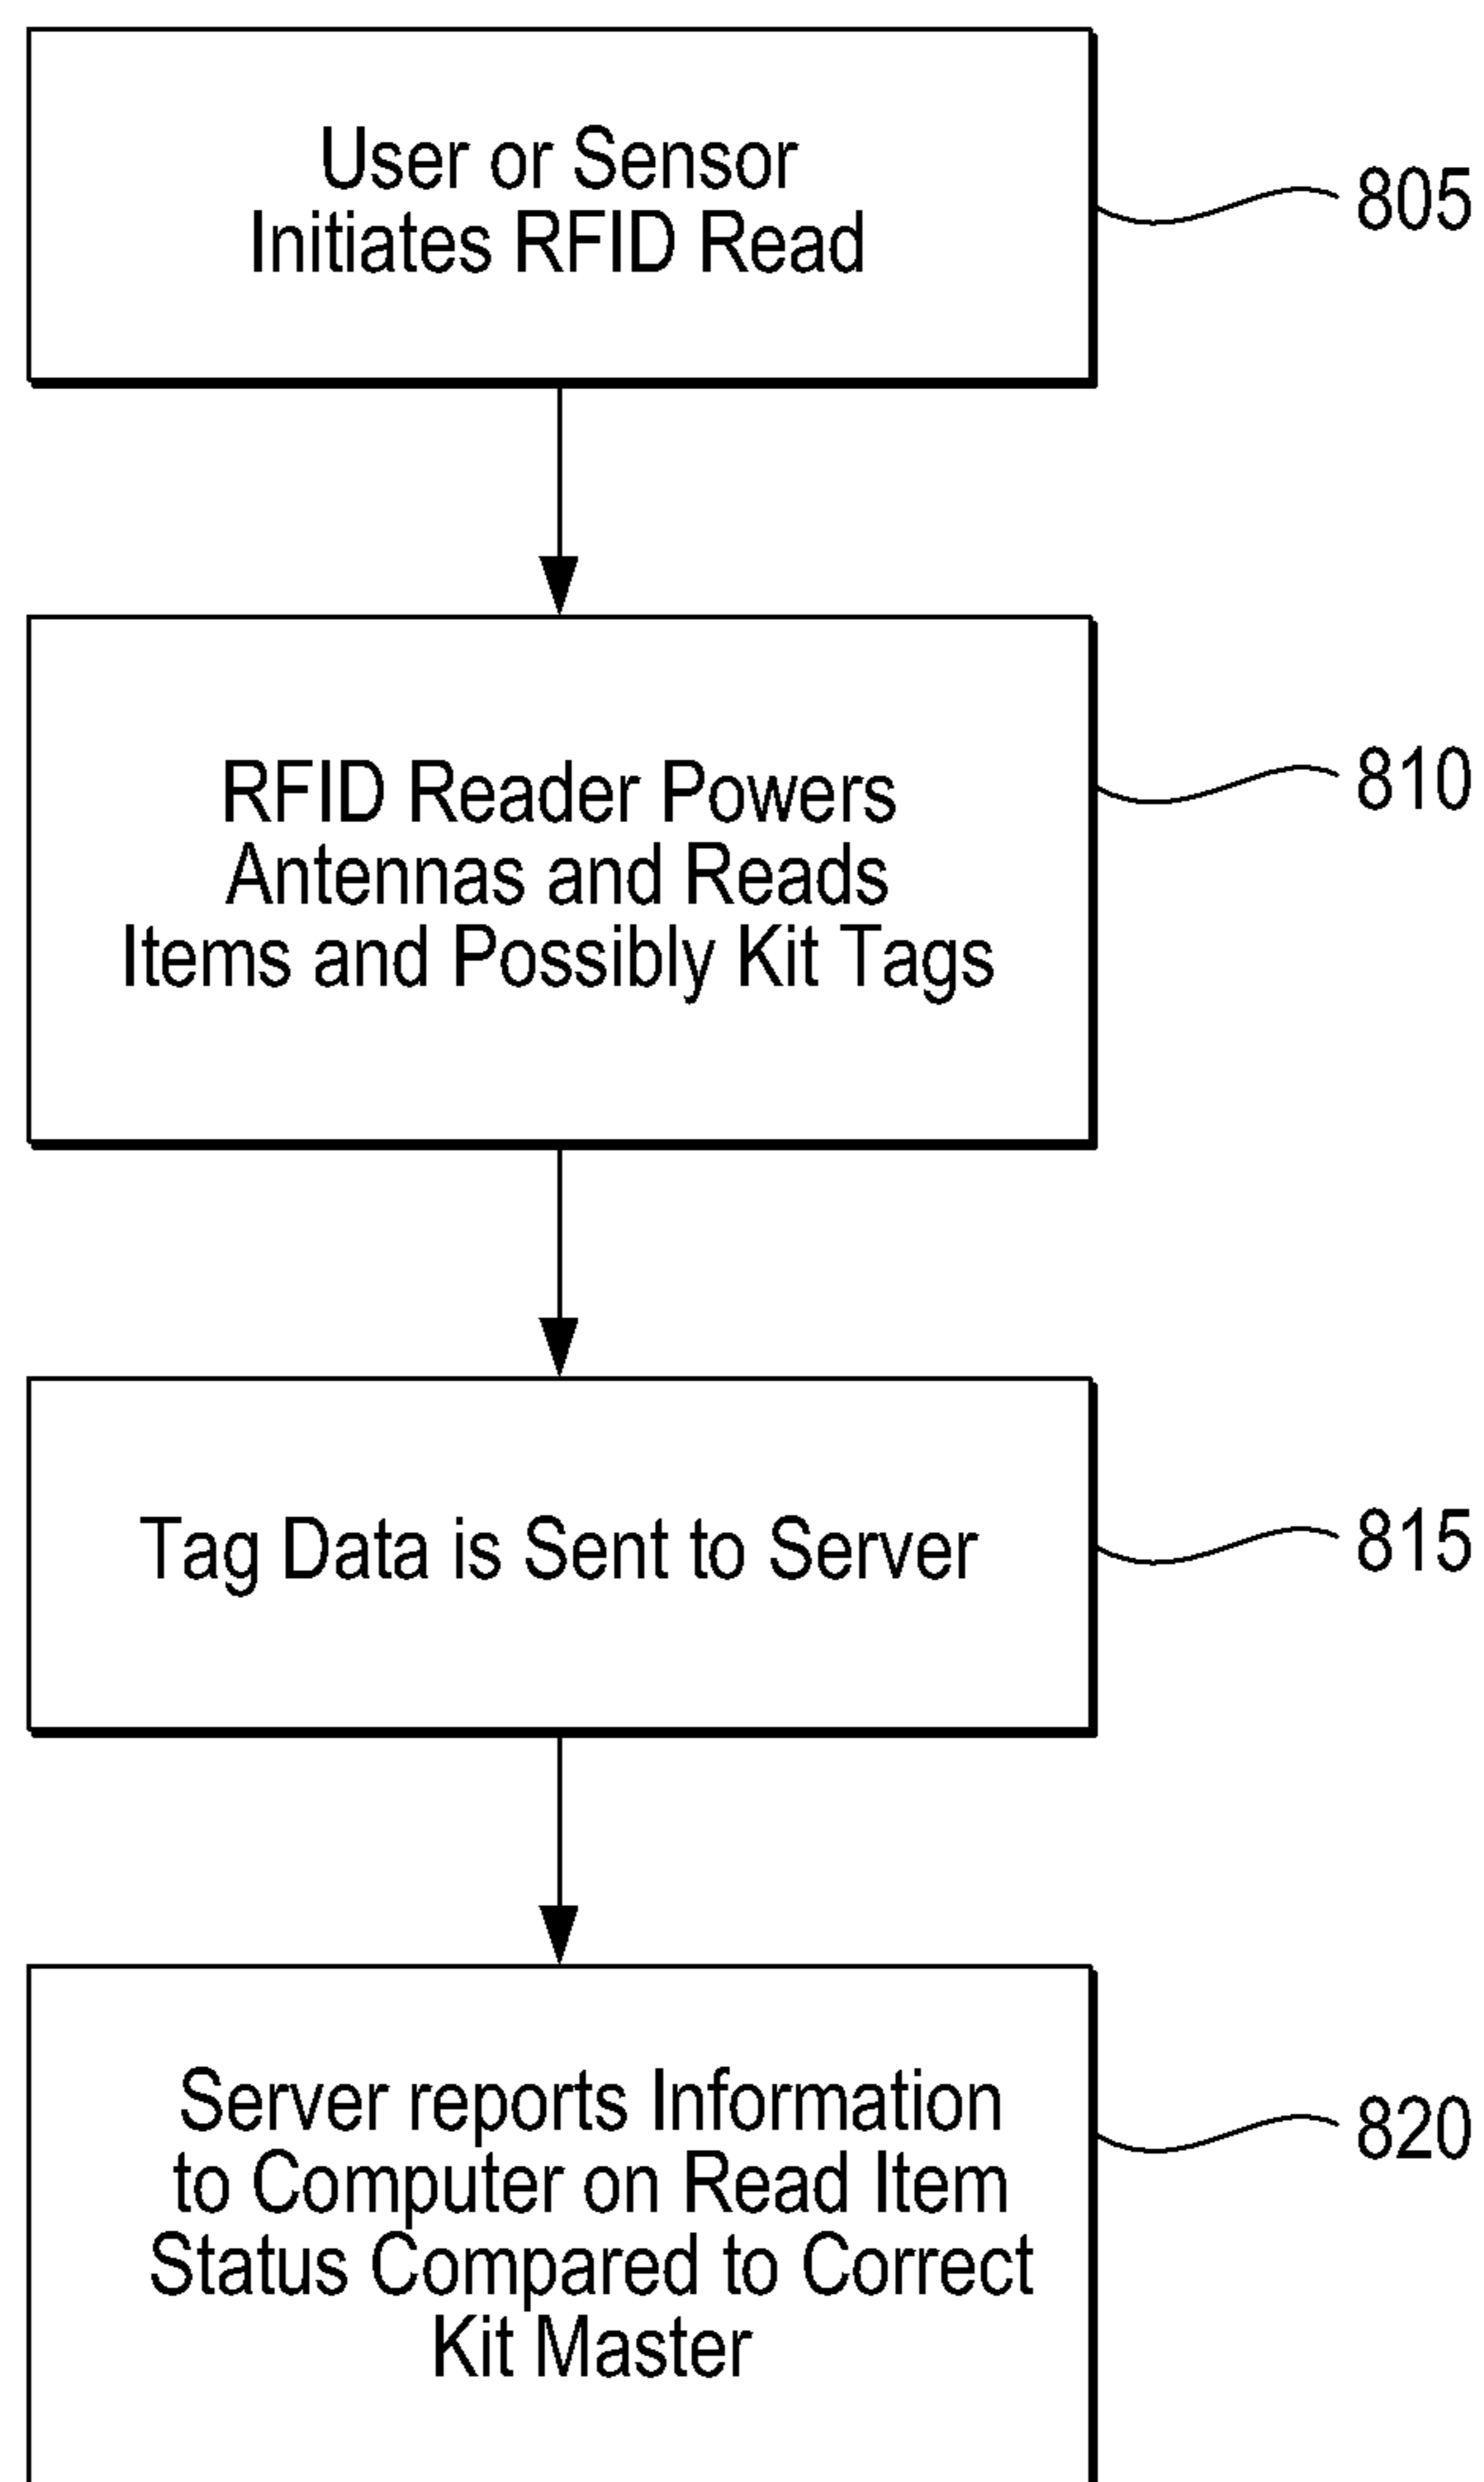 User or Sensor
Initiates RFID Read
805
RFID Reader Powers
Antennas and Reads
Items and Possibly Kit Tags
810
Tag Data is Sent to Server
815
Server reports Information
to Computer on Read Item
Status Compared to Correct
Kit Master
820